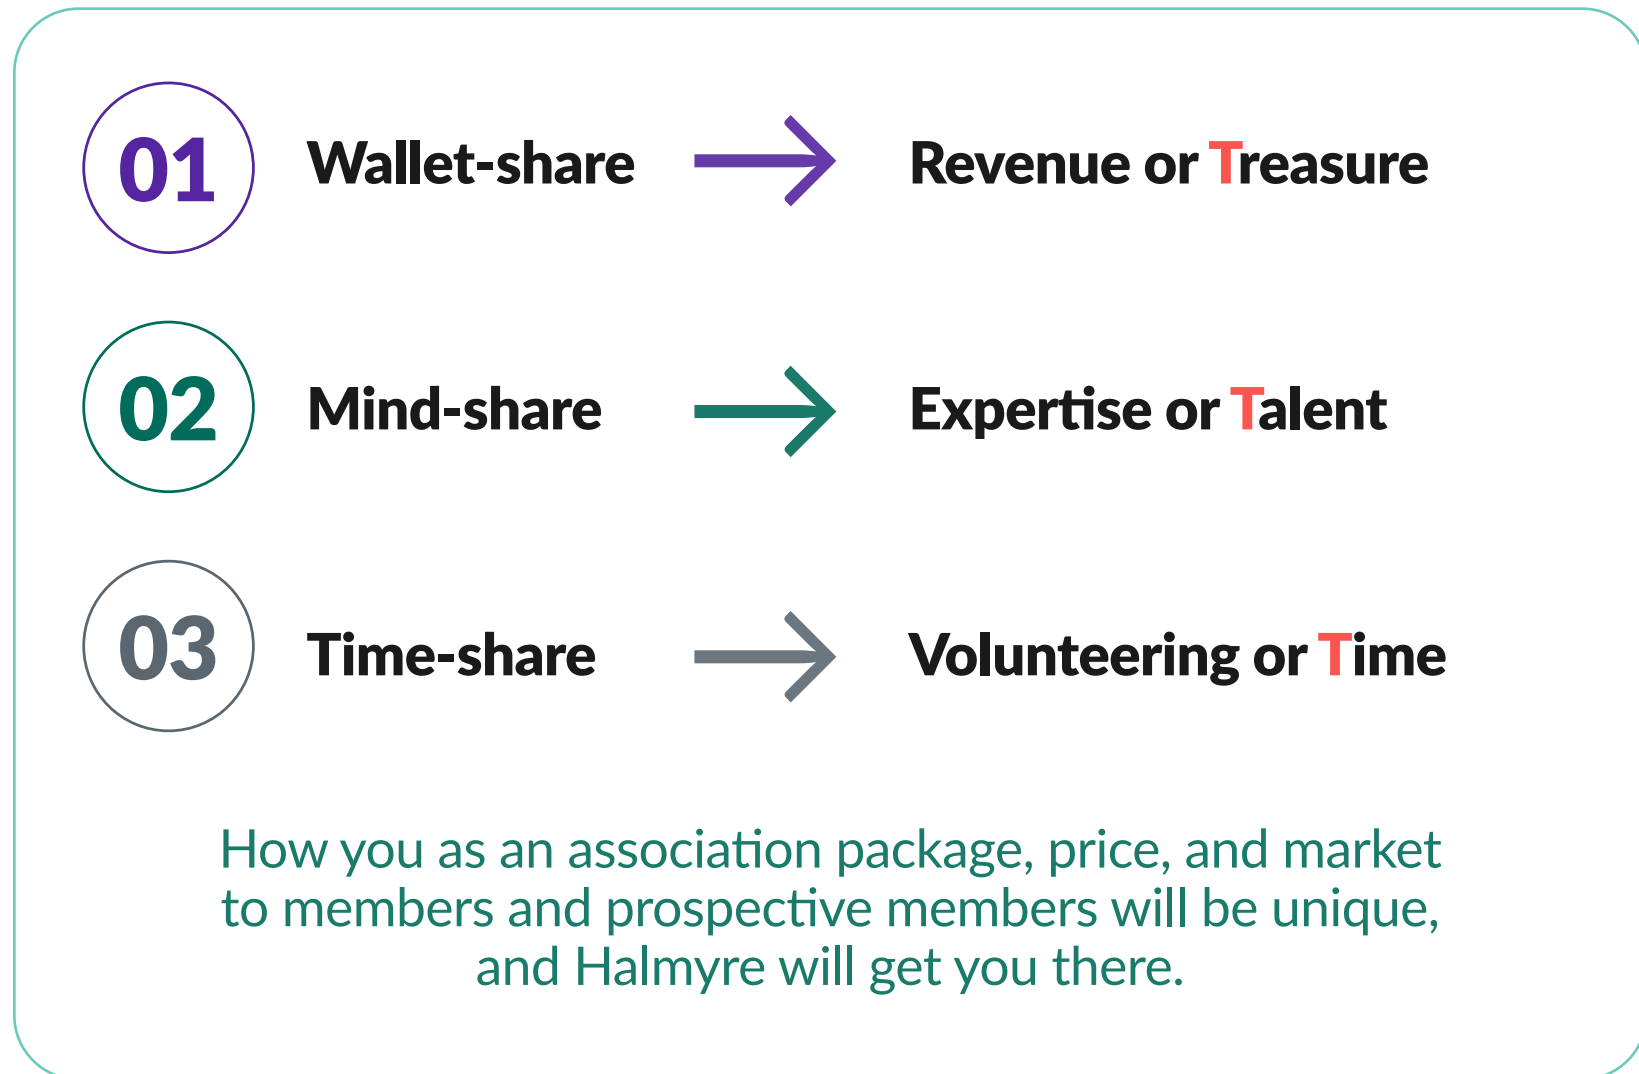 01 Wallet-share → Revenue or Treasure
02 Mind-share → Expertise or Talent
03 Time-share → Volunteering or Time
How you as an association package, price, and market
to members and prospective members will be unique,
and Halmyre will get you there.